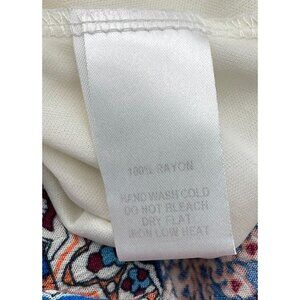 100% RAYON
HAND WASH COLD
DO NOT BLEACH
DRY FLAT
IRON LOW HEAT